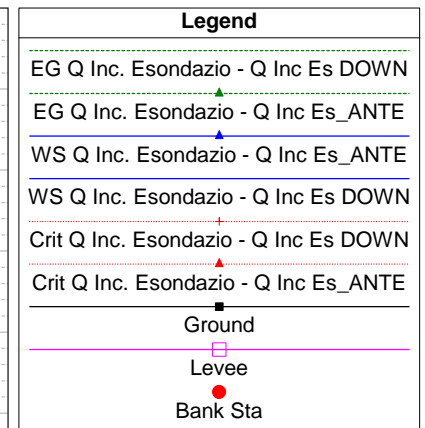 Legend
EG Q Inc. Esondazio - Q Inc Es DOWN
EG Q Inc. Esondazio - Q Inc Es_ANTE
WS Q Inc. Esondazio - Q Inc Es_ANTE
WS Q Inc. Esondazio - Q Inc Es DOWN
Crit Q Inc. Esondazio - Q Inc Es DOWN
Crit Q Inc. Esondazio - Q Inc Es_ANTE
Ground
Levee
Bank Sta